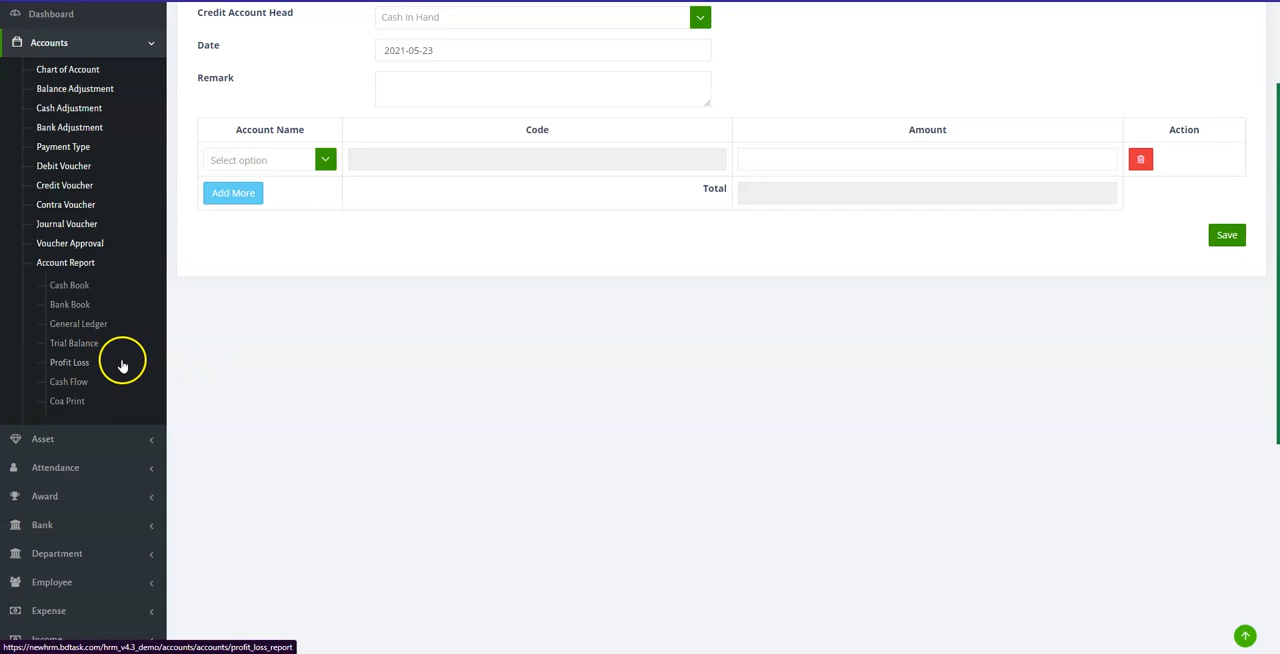 Dashboard
Accounts
Chart of Account
Balance Adjustment
Cash Adjustment
Bank Adjustment
Payment Type
Debit Voucher
Credit Voucher
Contra Voucher
Journal Voucher
Voucher Approval
Account Report
Cash Book
Bank Book
General Ledger
Trial Balance
Profit Loss
Cash Flow
Coa Print
Asset
Attendance
Award
Bank
Department
Employee
Expense
Income
https://newhrm.bdtask.com/hrm_v4.3_demo/accounts/accounts/profit_loss_report
Credit Account Head Cash In Hand
Date 2021-05-23
Remark
Account Name Code Amount Action
Select option
Add More Total
Save